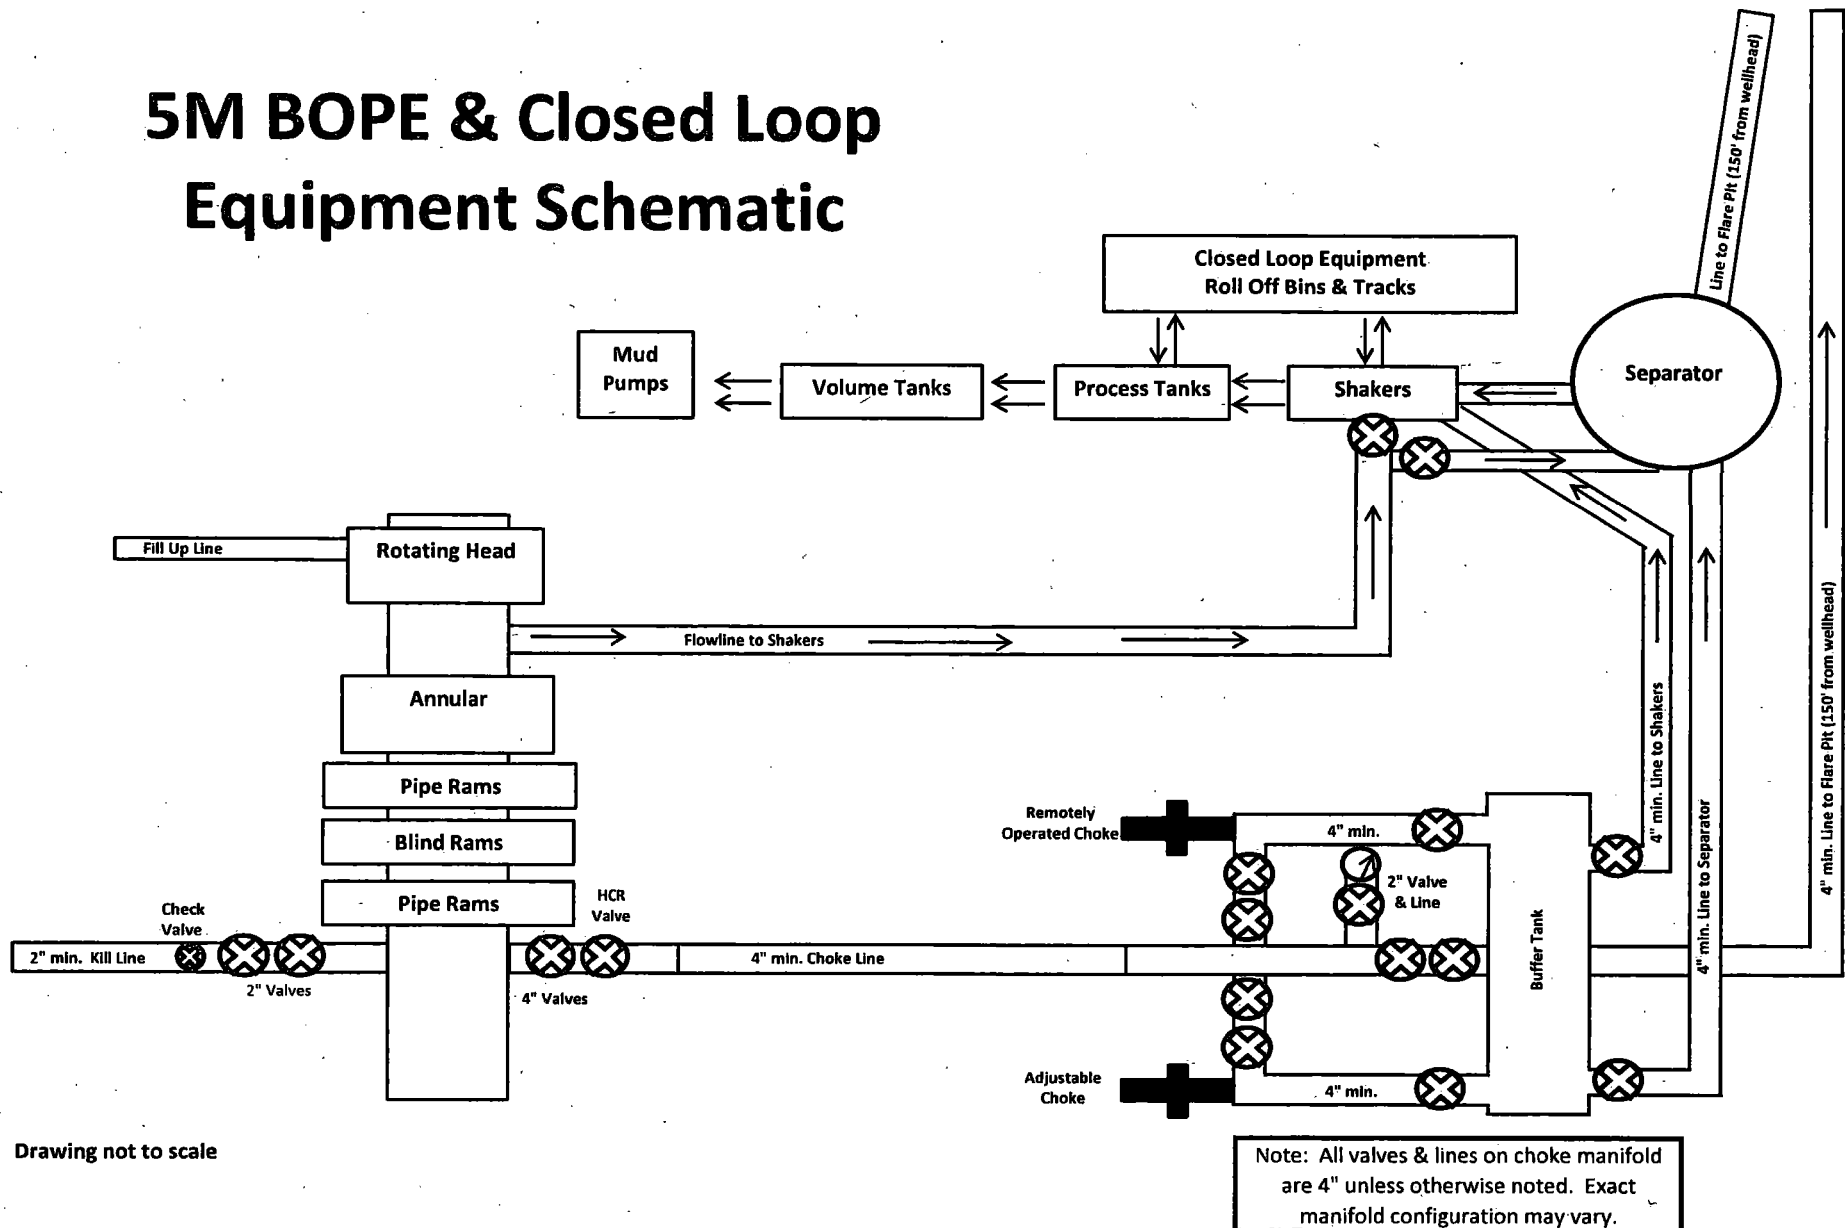 5M BOPE & Closed Loop
Equipment Schematic
Line to Flare Pit (150' from wellhead)
Closed Loop Equipment
Roll Off Bins & Tracks
Mud
Pumps
Volume Tanks
Process Tanks
Shakers
Separator
Fill Up Line
Rotating Head
Flowline to Shakers
Annular
Pipe Rams
Blind Rams
Pipe Rams
Check
Valve
HCR
Valve
2" min. Kill Line
2" Valves
4" Valves
4" min. Choke Line
Remotely
Operated Choke
4" min.
2" Valve
& Line
Adjustable
Choke
4" min.
Buffer Tank
4" min. Line to Shakers
4" min. Line to Separator
4" min. Line to Flare Pit (150' from wellhead)
Drawing not to scale
Note: All valves & lines on choke manifold
are 4" unless otherwise noted. Exact
manifold configuration may vary.